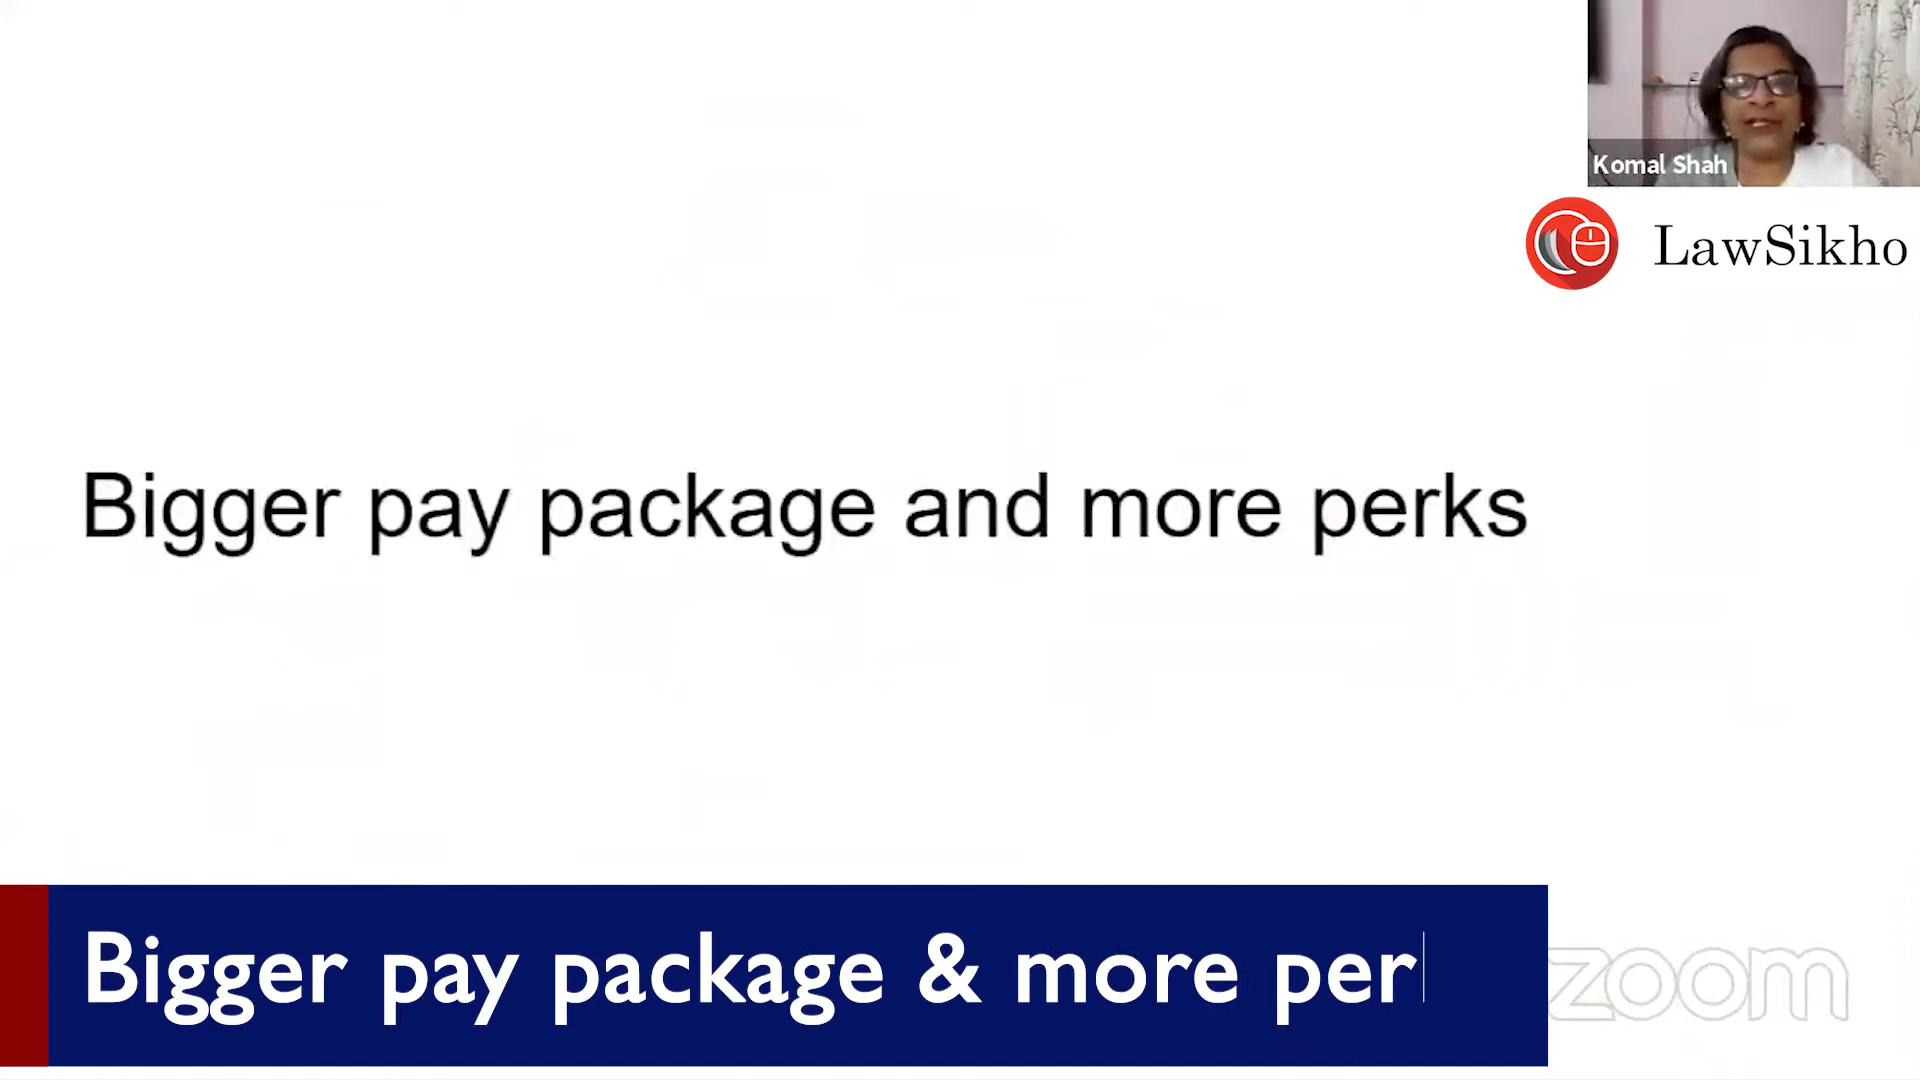 Komal Shah
LawSikho
Bigger pay package and more perks
Bigger pay package & more per
zoom